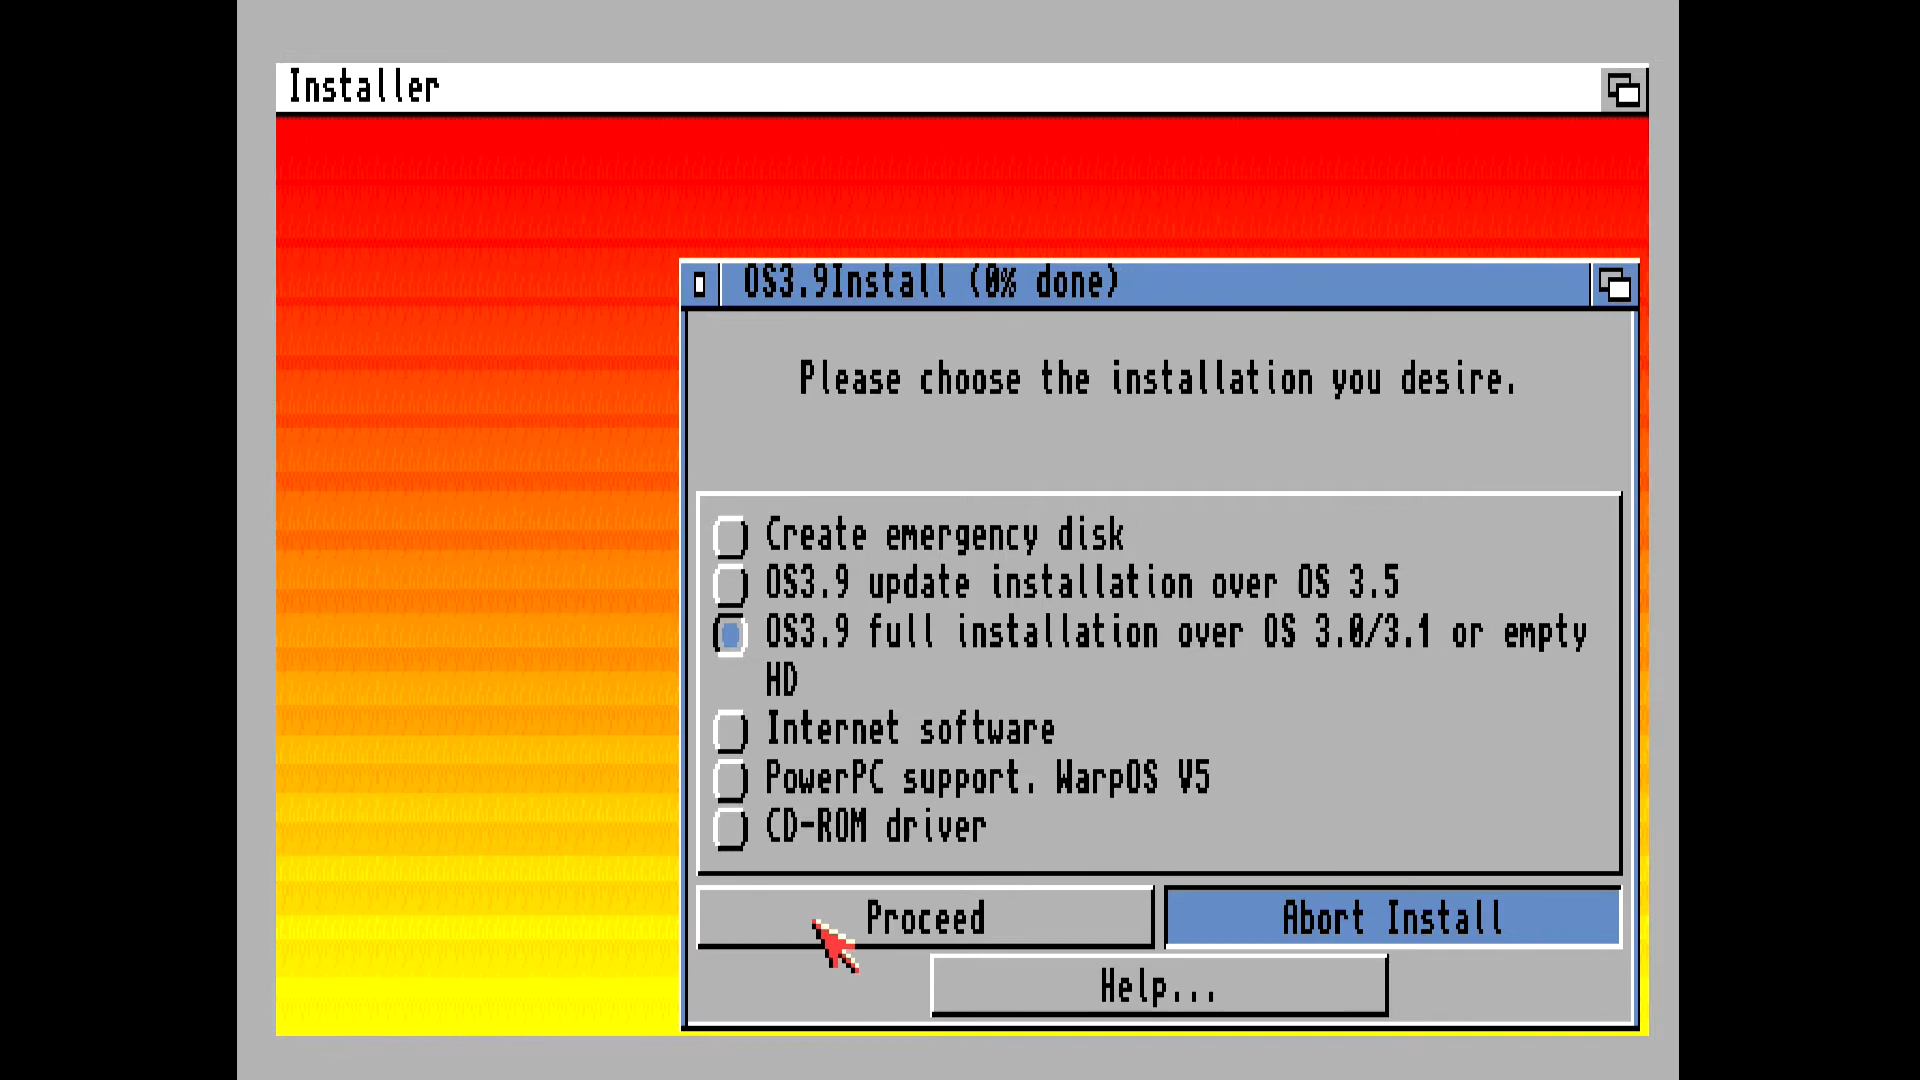 Installer
OS3.9Install (0% done)
Please choose the installation you desire.
Create emergency disk
OS3.9 update installation over OS 3.5
OS3.9 full installation over OS 3.0/3.1 or empty
HD
Internet software
PowerPC support. WarpOS V5
CD-ROM driver
Proceed
Abort Install
Help...